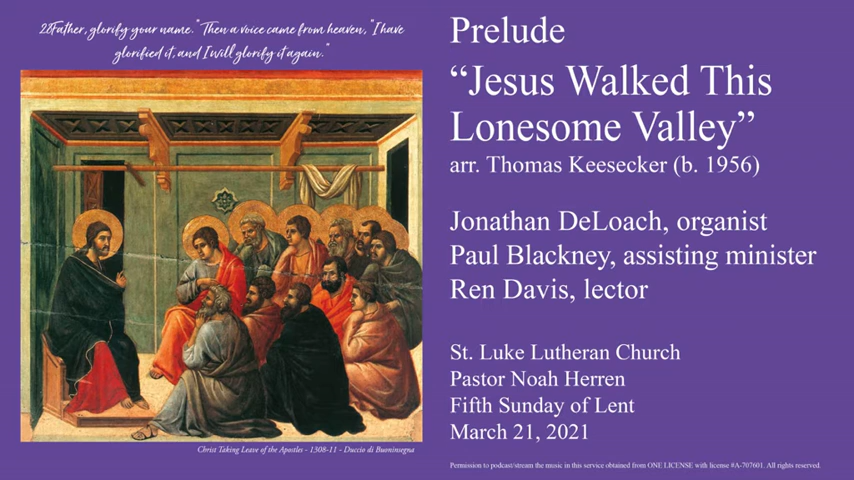 28Father, glorify your name." Then a voice came from heaven, "I have
glorified it, and I will glorify it again."
Christ Taking Leave of the Apostles - 1308-11 - Duccio di Buoninsegna
Prelude
“Jesus Walked This
Lonesome Valley”
arr. Thomas Keesecker (b. 1956)
Jonathan DeLoach, organist
Paul Blackney, assisting minister
Ren Davis, lector
St. Luke Lutheran Church
Pastor Noah Herren
Fifth Sunday of Lent
March 21, 2021
Permission to podcast/stream the music in this service obtained from ONE LICENSE with license #A-707601. All rights reserved.